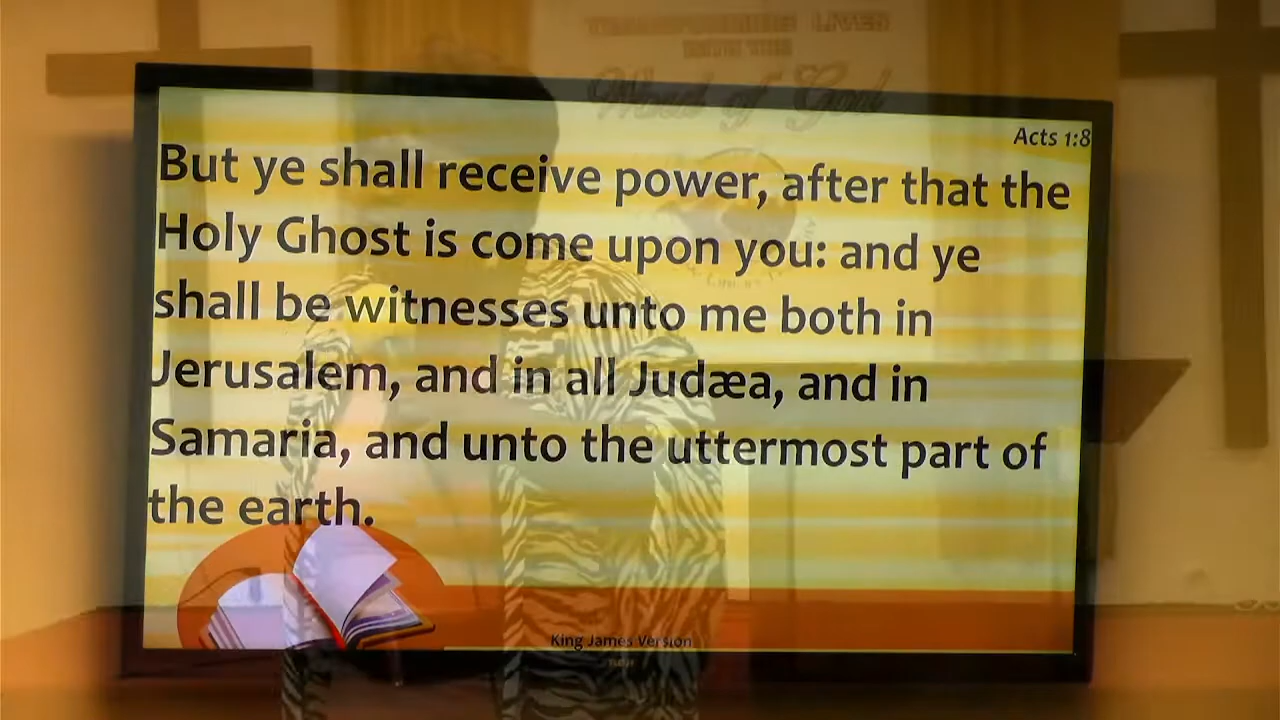 Word of God
Acts 1:8
But ye shall receive power, after that the
Holy Ghost is come upon you: and ye
shall be witnesses unto me both in
Jerusalem, and in all Judæa, and in
Samaria, and unto the uttermost part of
the earth.
King James Version